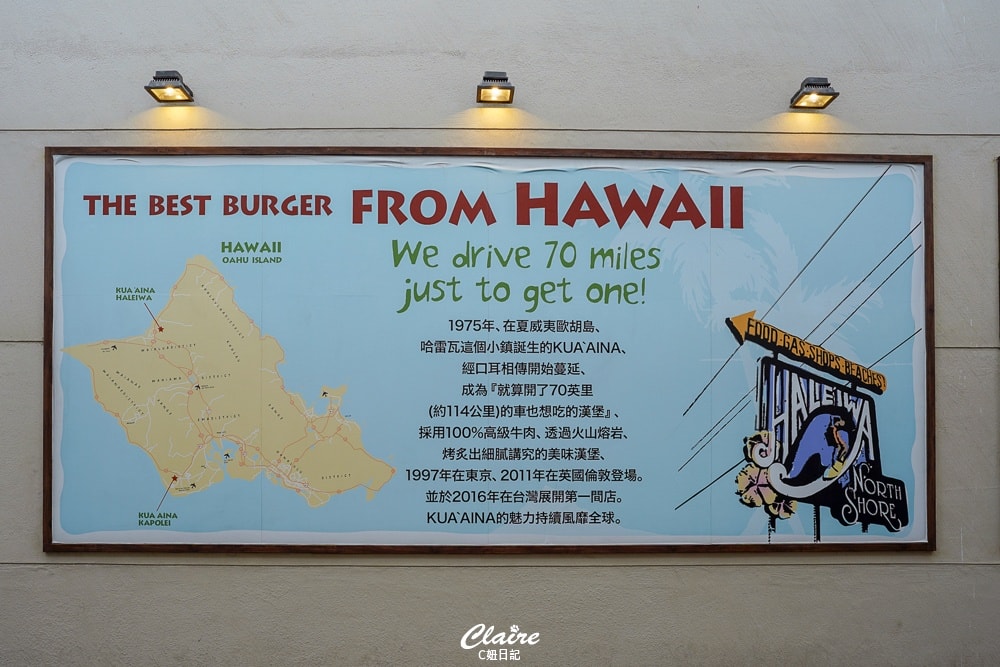 THE BEST BURGER FROM HAWAII
We drive 70 miles
just to get one!
HAWAII
OAHU ISLAND
KUA`AINA
HALEIWA
KUA AINA
KAPOLEI
1975年、在夏威夷歐胡島、
哈雷瓦這個小鎮誕生的KUA`AINA、
經口耳相傳開始蔓延、
成為『就算開了70英里
(約114公里)的車也想吃的漢堡』、
採用100%高級牛肉、透過火山熔岩、
烤炙出細膩講究的美味漢堡、
1997年在東京、2011年在英國倫敦登場。
並於2016年在台灣展開第一間店。
KUA`AINA的魅力持續風靡全球。
FOOD·GAS·SHOPS·BEACHES!
HALEIWA
NORTH
SHORE
Claire
C妞日記